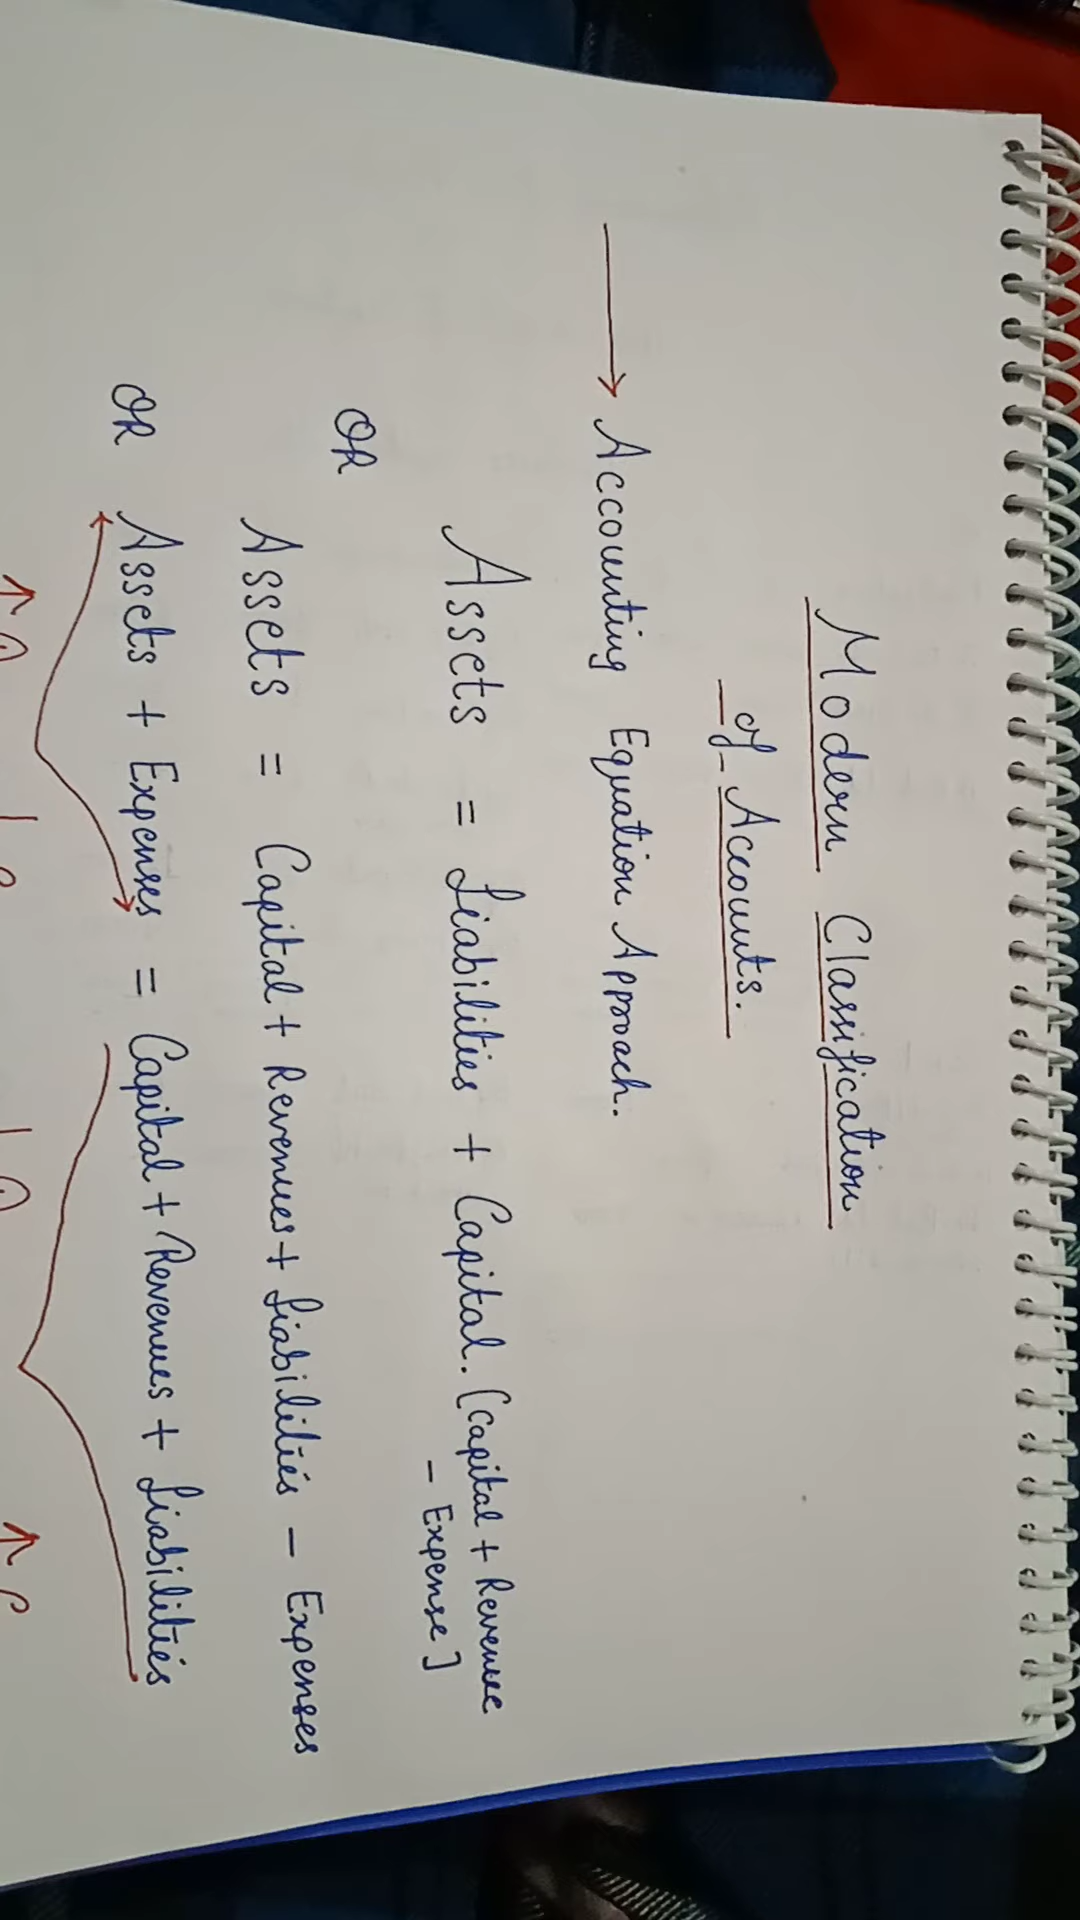 Modern Classification
of Accounts.
→ Accounting Equation Approach.
Assets = Liabilities + Capital. [Capital + Revenue
- Expense]
OR
Assets = Capital + Revenues + Liabilities - Expenses
OR Assets + Expenses = Capital + Revenues + Liabilities